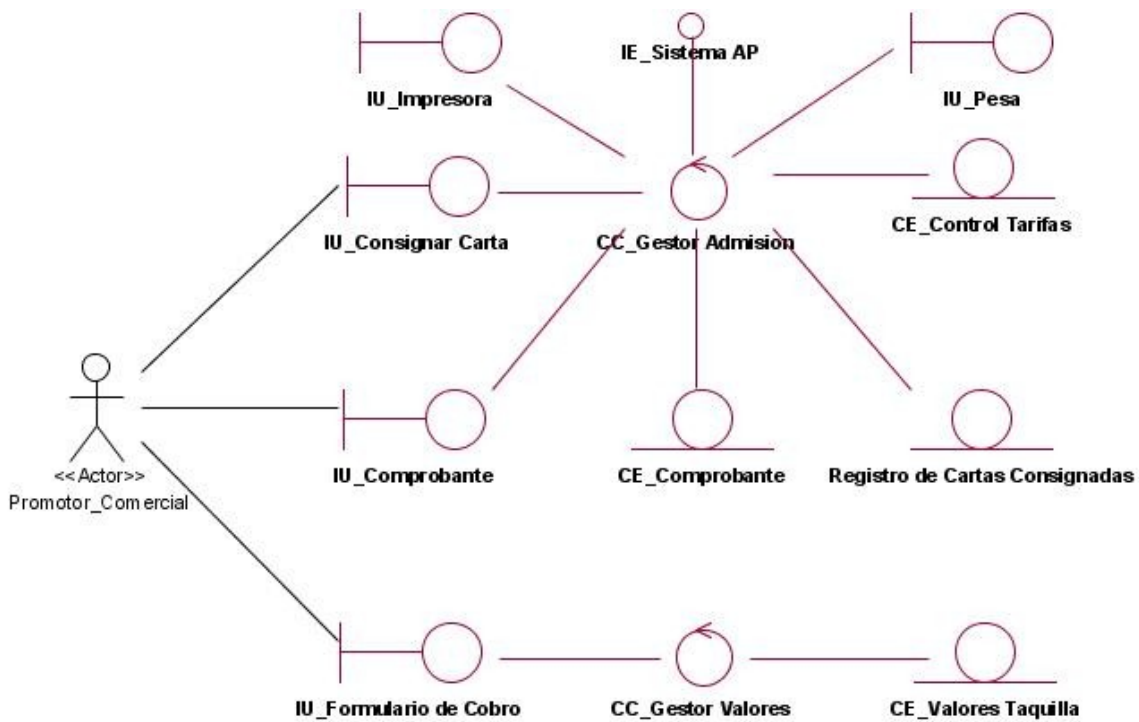 IE_Sistema AP
IU_Impresora
IU_Pesa
CE_Control Tarifas
IU_Consignar Carta
CC_Gestor Admision
IU_Comprobante
CE_Comprobante
Registro de Cartas Consignadas
<<Actor>>
Promotor_Comercial
IU_Formulario de Cobro
CC_Gestor Valores
CE_Valores Taquilla